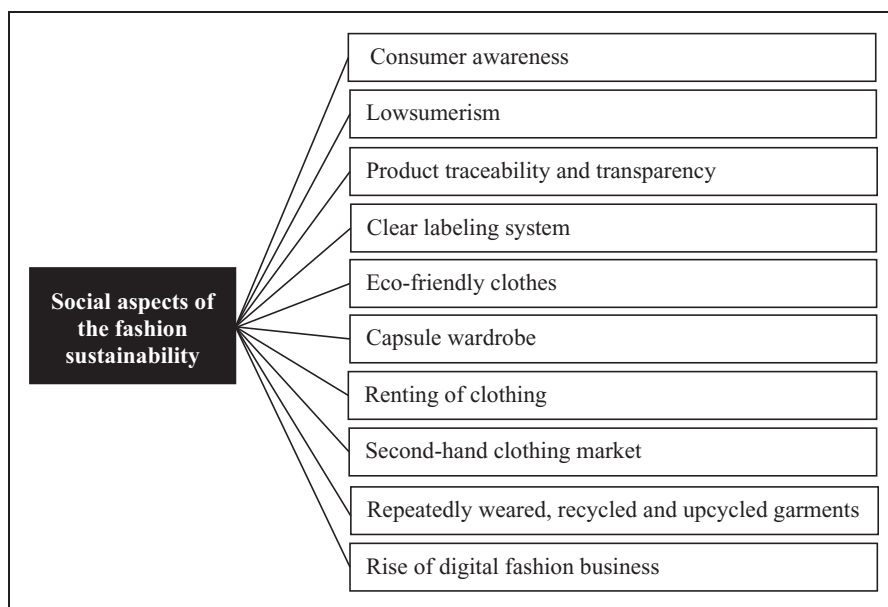 Social aspects of
the fashion
sustainability
Consumer awareness
Lowsumerism
Product traceability and transparency
Clear labeling system
Eco-friendly clothes
Capsule wardrobe
Renting of clothing
Second-hand clothing market
Repeatedly weared, recycled and upcycled garments
Rise of digital fashion business